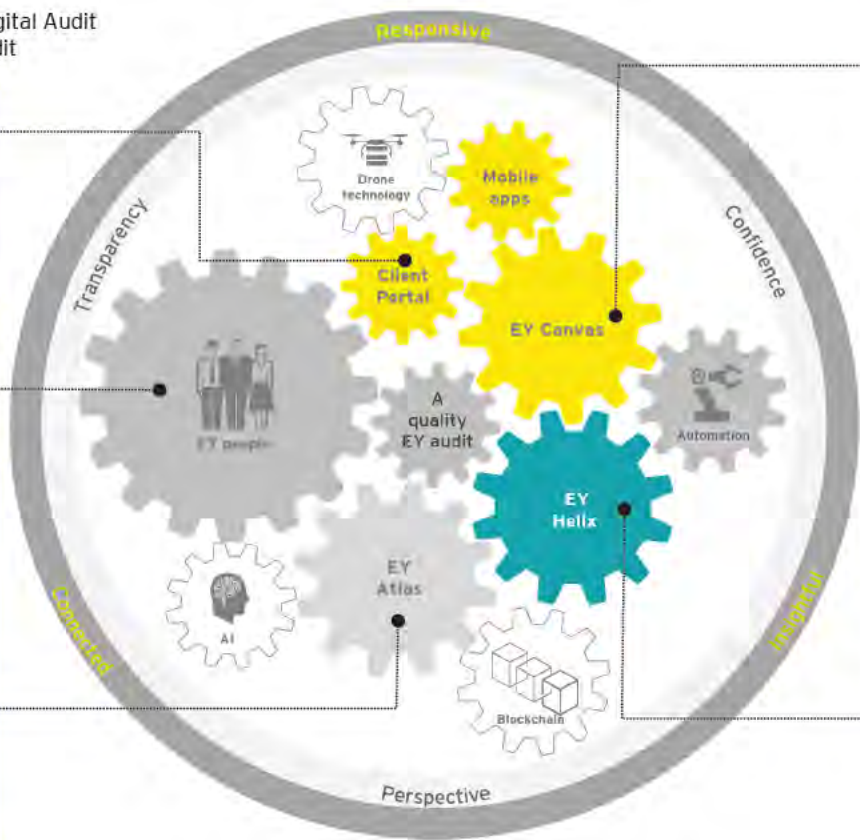 gital Audit
dit
Responsive
Drone
technology
Mobile
apps
Transparency
Confidence
Client
Portal
EY Canvas
EY people
A
quality
EY audit
Automation
EY
Helix
EY
Atlas
AI
Connected
Insightful
Blockchain
Perspective